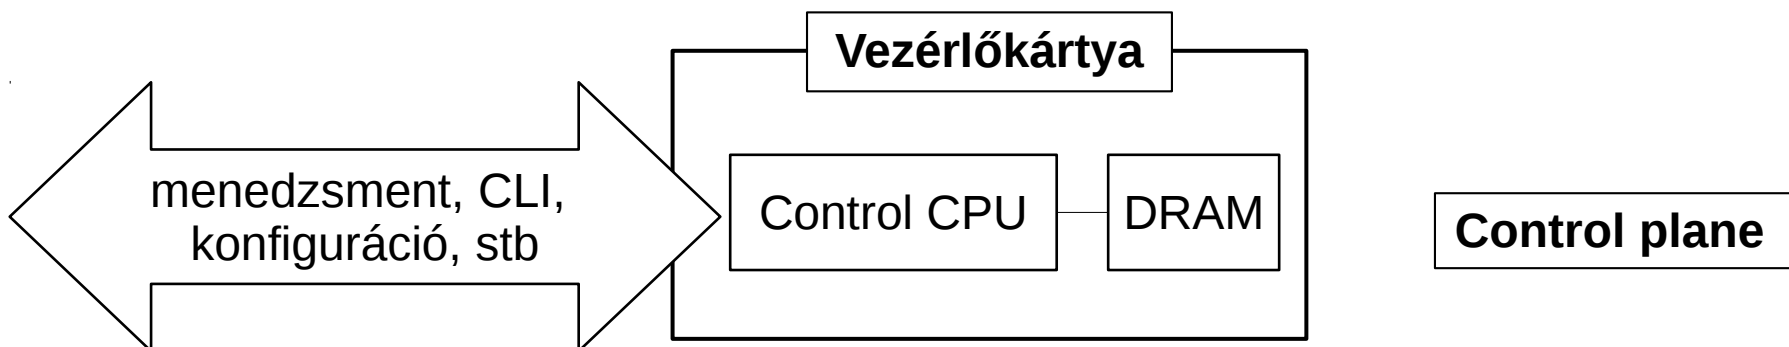 Vezérlőkártya
menedzsment, CLI,
konfiguráció, stb
Control CPU
DRAM
Control plane